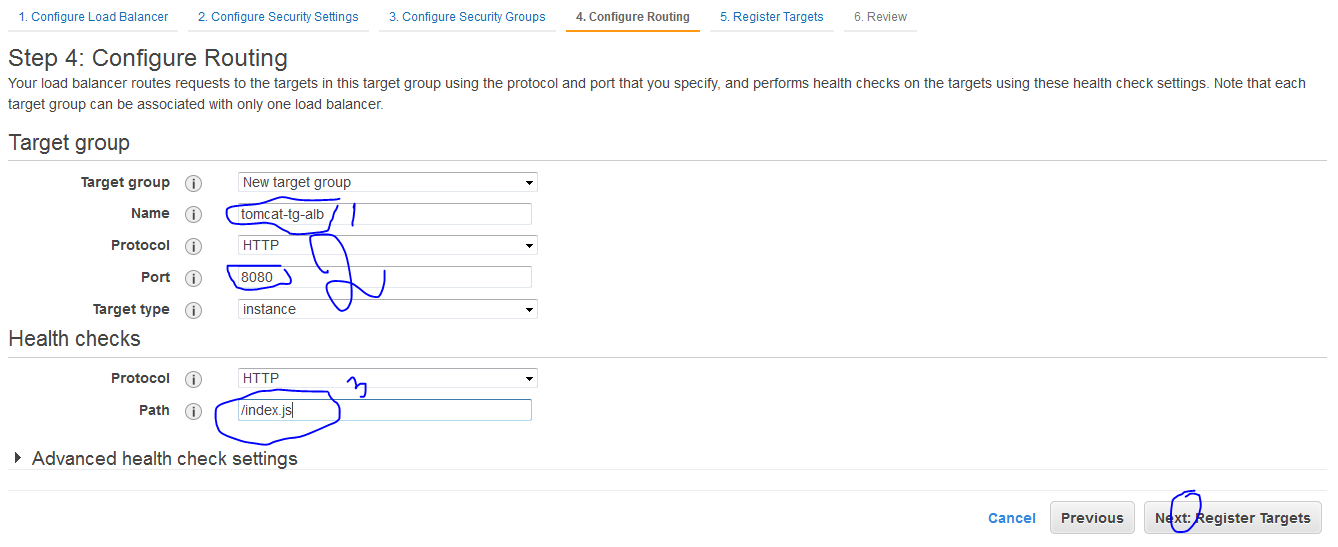 1. Configure Load Balancer 2. Configure Security Settings 3. Configure Security Groups 4. Configure Routing 5. Register Targets 6. Review
Step 4: Configure Routing
Your load balancer routes requests to the targets in this target group using the protocol and port that you specify, and performs health checks on the targets using these health check settings. Note that each
target group can be associated with only one load balancer.
Target group
Target group i New target group
Name i tomcat-tg-alb 1
Protocol i HTTP
Port i 8080 2
Target type i instance
Health checks
Protocol i HTTP 3
Path i /index.js
Advanced health check settings
Cancel Previous Next: Register Targets